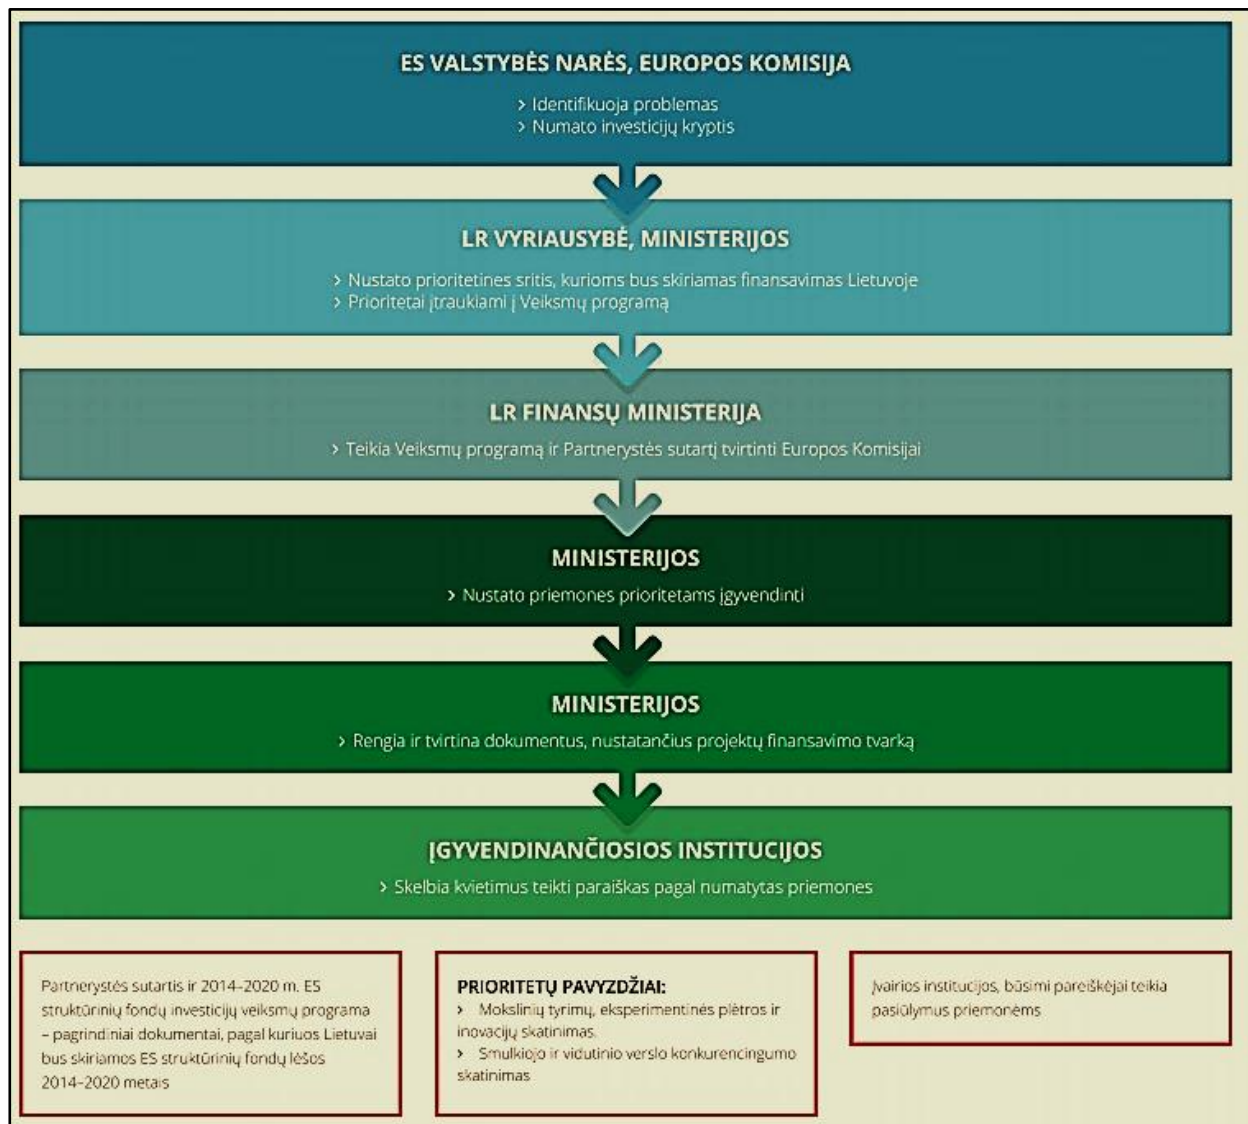 ES VALSTYBĖS NARĖS, EUROPOS KOMISIJA
> Identifikuoja problemas
> Numato investicijų kryptis
LR VYRIAUSYBĖ, MINISTERIJOS
> Nustato prioritetines sritis, kurioms bus skiriamas finansavimas Lietuvoje
> Prioritetai įtraukiami į Veiksmų programą
LR FINANSŲ MINISTERIJA
> Teikia Veiksmų programą ir Partnerystės sutartį tvirtinti Europos Komisijai
MINISTERIJOS
> Nustato priemones prioritetams įgyvendinti
MINISTERIJOS
> Rengia ir tvirtina dokumentus, nustatančius projektų finansavimo tvarką
ĮGYVENDINANČIOSIOS INSTITUCIJOS
> Skelbia kvietimus teikti paraiškas pagal numatytas priemones
Partnerystės sutartis ir 2014–2020 m. ES
struktūrinių fondų investicijų veiksmų programa
– pagrindiniai dokumentai, pagal kuriuos Lietuvai
bus skiriamos ES struktūrinių fondų lėšos
2014–2020 metais
PRIORITETŲ PAVYZDŽIAI:
> Mokslinių tyrimų, eksperimentinės plėtros ir
inovacijų skatinimas.
> Smulkiojo ir vidutinio verslo konkurencingumo
skatinimas
Įvairios institucijos, būsimi pareiškėjai teikia
pasiūlymus priemonėms